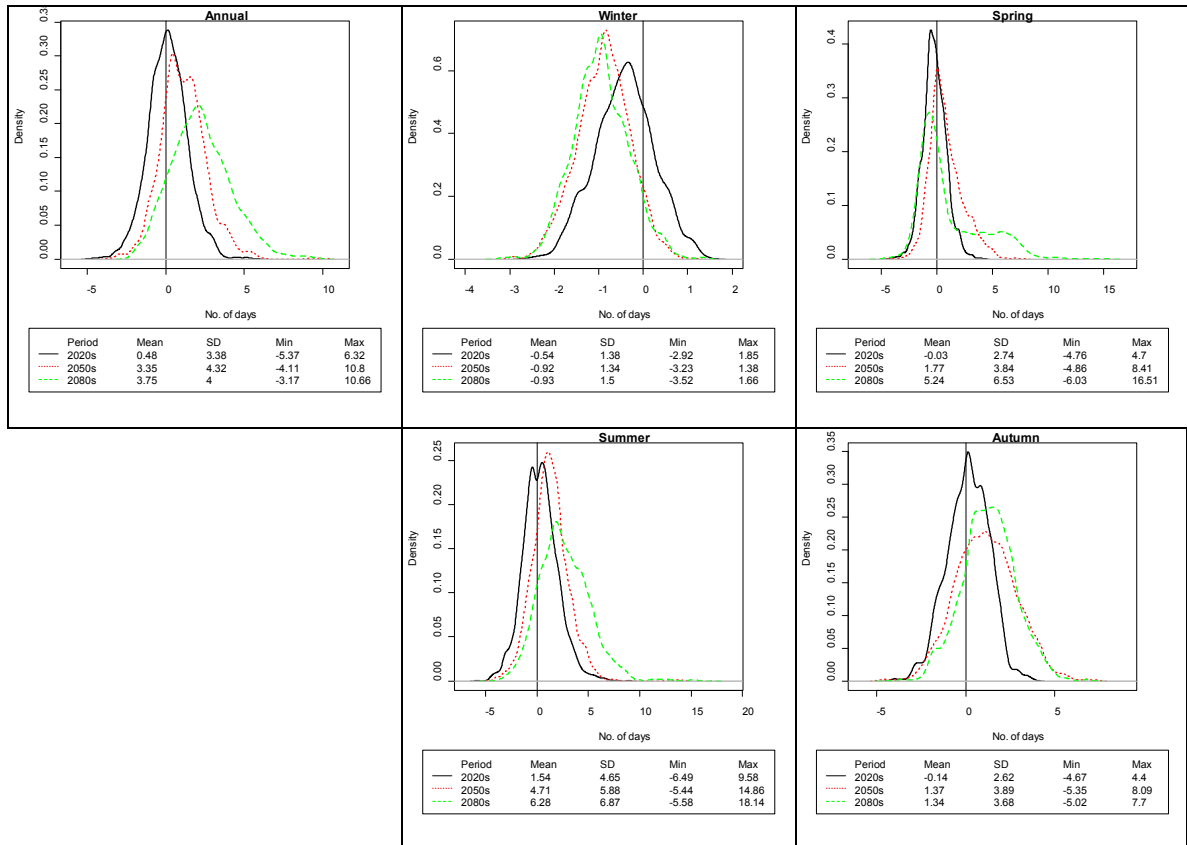 Annual
Density
0.00 0.05 0.10 0.15 0.20 0.25 0.30 0.3
-5 0 5 10
No. of days
Period Mean SD Min Max
2020s 0.48 3.38 -5.37 6.32
2050s 3.35 4.32 -4.11 10.8
2080s 3.75 4 -3.17 10.66
Winter
Density
0.0 0.2 0.4 0.6
-4 -3 -2 -1 0 1 2
No. of days
Period Mean SD Min Max
2020s -0.54 1.38 -2.92 1.85
2050s -0.92 1.34 -3.23 1.38
2080s -0.93 1.5 -3.52 1.66
Spring
Density
0.0 0.1 0.2 0.3 0.4
-5 0 5 10 15
No. of days
Period Mean SD Min Max
2020s -0.03 2.74 -4.76 4.7
2050s 1.77 3.84 -4.86 8.41
2080s 5.24 6.53 -6.03 16.51
Summer
Density
0.00 0.05 0.10 0.15 0.20 0.25
-5 0 5 10 15 20
No. of days
Period Mean SD Min Max
2020s 1.54 4.65 -6.49 9.58
2050s 4.71 5.88 -5.44 14.86
2080s 6.28 6.87 -5.58 18.14
Autumn
Density
0.00 0.05 0.10 0.15 0.20 0.25 0.30 0.35
-5 0 5
No. of days
Period Mean SD Min Max
2020s -0.14 2.62 -4.67 4.4
2050s 1.37 3.89 -5.35 8.09
2080s 1.34 3.68 -5.02 7.7